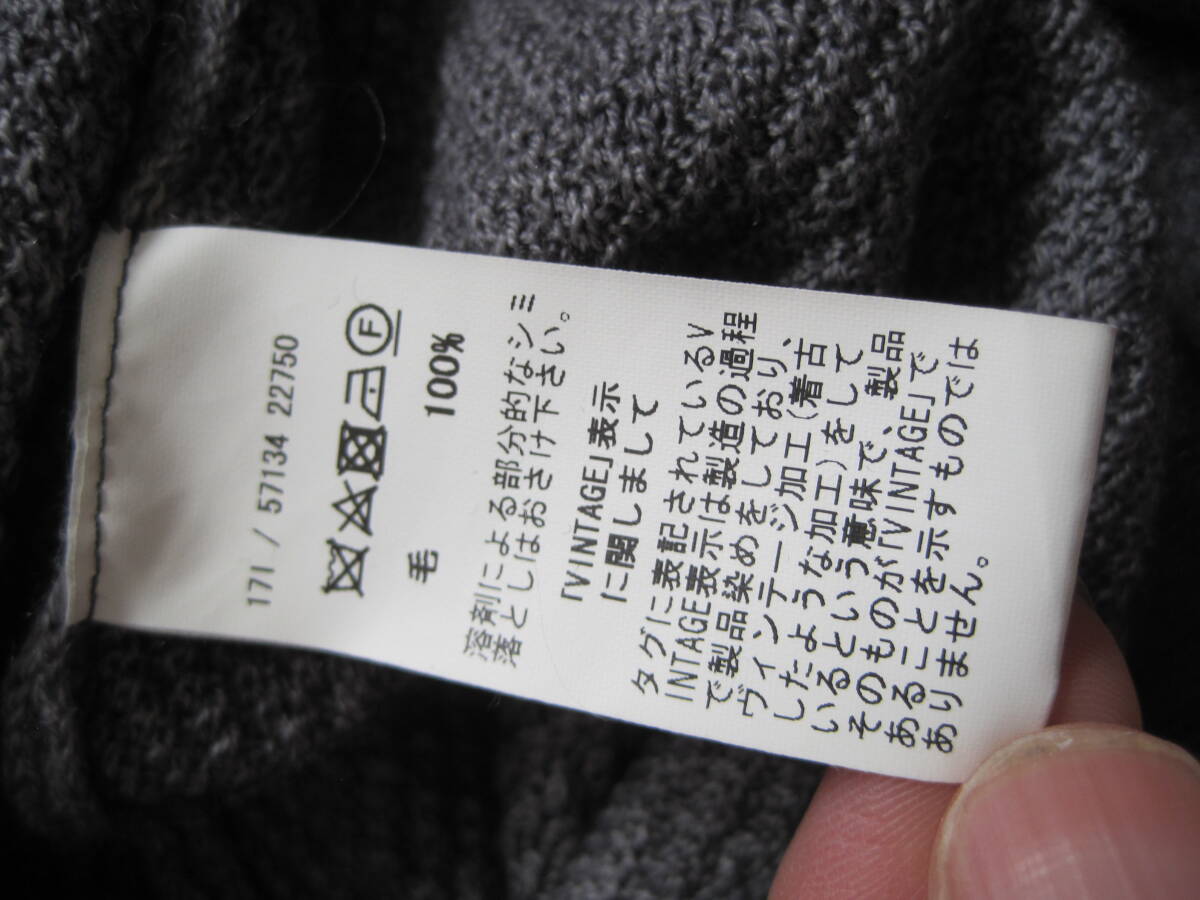 171 / 57134 22750
F
毛 100%
溶剤による部分的なシミ
落としはおさけ下さい。
「VINTAGE」表示
に関しまして
タグに表記されているV
INTAGE表示は製造の過程
で製品染めをしており、
ヴィンテージ加工(着古
したような加工)をして
いるという意味で、製品
そのものが「VINTAGE」で
あることを示すものでは
ありません。